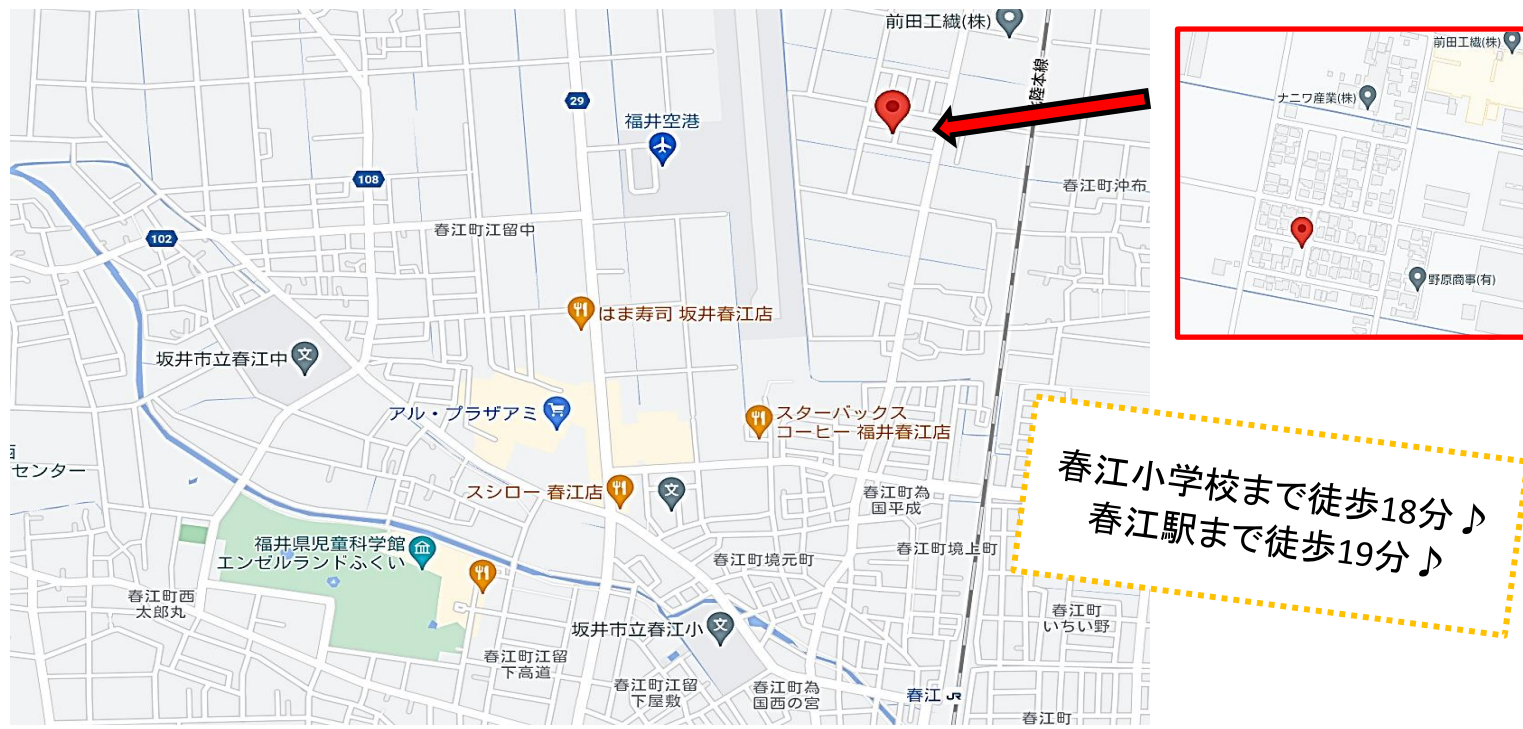 前田工繊(株)
北陸本線
29
福井空港
108
春江町沖布
102
春江町江留中
はま寿司 坂井春江店
坂井市立春江中
文
アル・プラザアミ
スターバックス
コーヒー 福井春江店
センター
スシロー 春江店
文
春江町為
国平成
福井県児童科学館
エンゼルランドふくい
春江町境元町
春江町境上町
春江町西
太郎丸
坂井市立春江小
文
春江町
いちい野
春江町江留
下高道
春江町江留
下屋敷
春江町為
国西の宮
春江 JR
春江町
前田工繊(株)
ナニワ産業(株)
野原商事(有)
春江小学校まで徒歩18分♪
春江駅まで徒歩19分♪